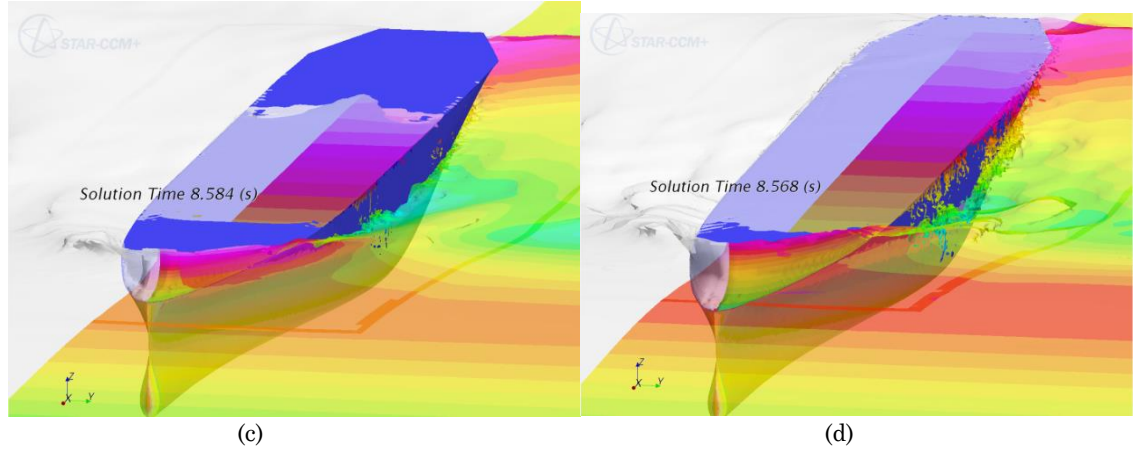 STAR-CCM+
STAR-CCM+
Solution Time 8.584 (s)
Solution Time 8.568 (s)
Z
X
Y
Z
X
Y
(c)
(d)